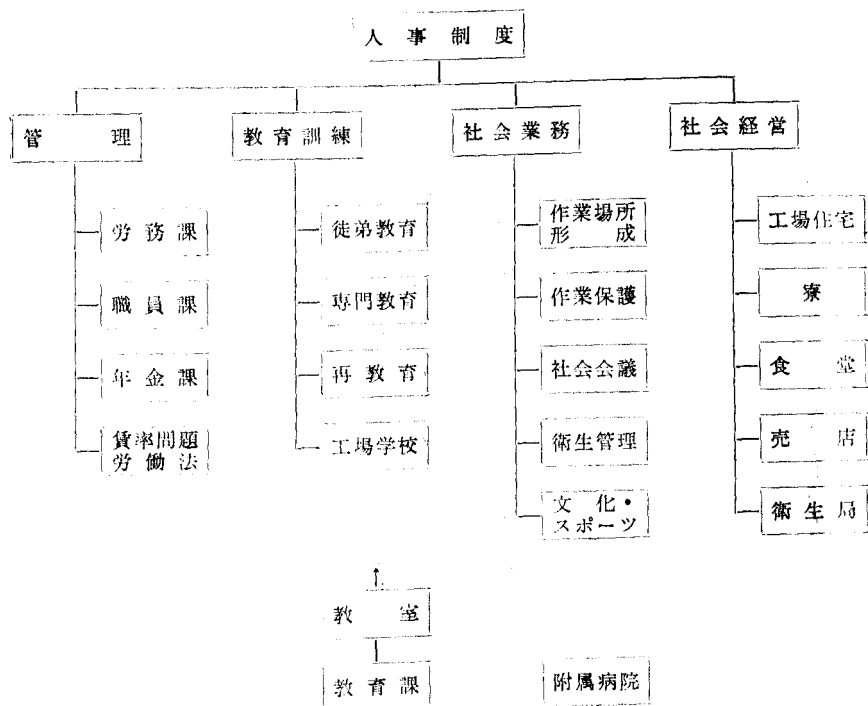 人事制度
管理
教育訓練
社会業務
社会経営
労務課
職員課
年金課
賃率問題
労働法
徒弟教育
専門教育
再教育
工場学校
作業場所
形成
作業保護
社会会議
衛生管理
文化・
スポーツ
工場住宅
寮
食堂
売店
衛生局
教室
教育課
附属病院